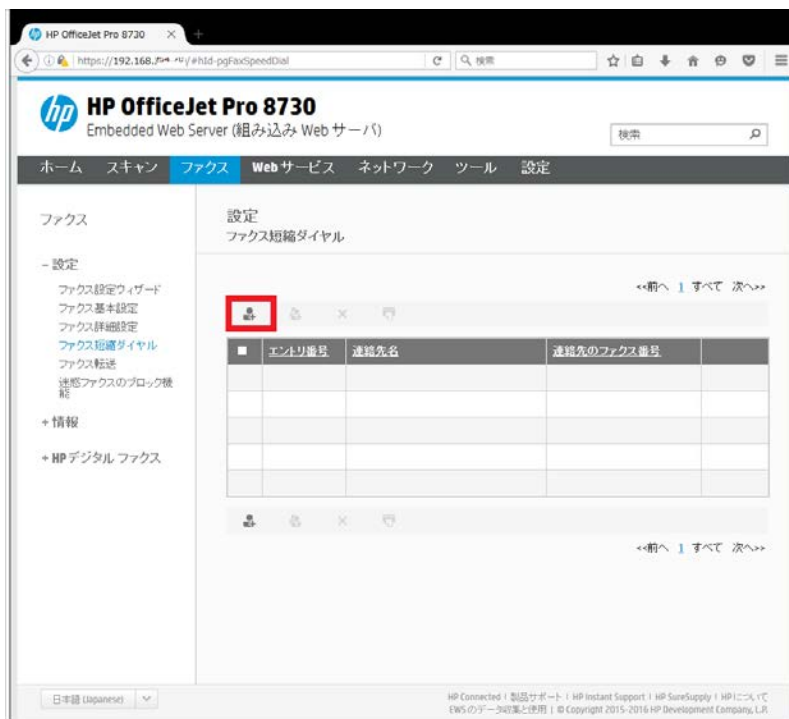 HP OfficeJet Pro 8730
https://192.168. /#hId-pgFaxSpeedDial
検索
HP OfficeJet Pro 8730
Embedded Web Server (組み込み Web サーバ)
検索
ホーム スキャン ファクス Web サービス ネットワーク ツール 設定
ファクス
設定
ファクス短縮ダイヤル
- 設定
ファクス設定ウィザード
ファクス基本設定
ファクス詳細設定
ファクス短縮ダイヤル
ファクス転送
迷惑ファクスのブロック機
能
+ 情報
+ HP デジタル ファクス
<<前へ 1 すべて 次へ>>
エントリ番号 連絡先名 連絡先のファクス番号
<<前へ 1 すべて 次へ>>
日本語 (Japanese)
HP Connected | 製品サポート | HP Instant Support | HP SureSupply | HP について
EWS のデータ収集と使用 | © Copyright 2015-2016 HP Development Company, L.P.